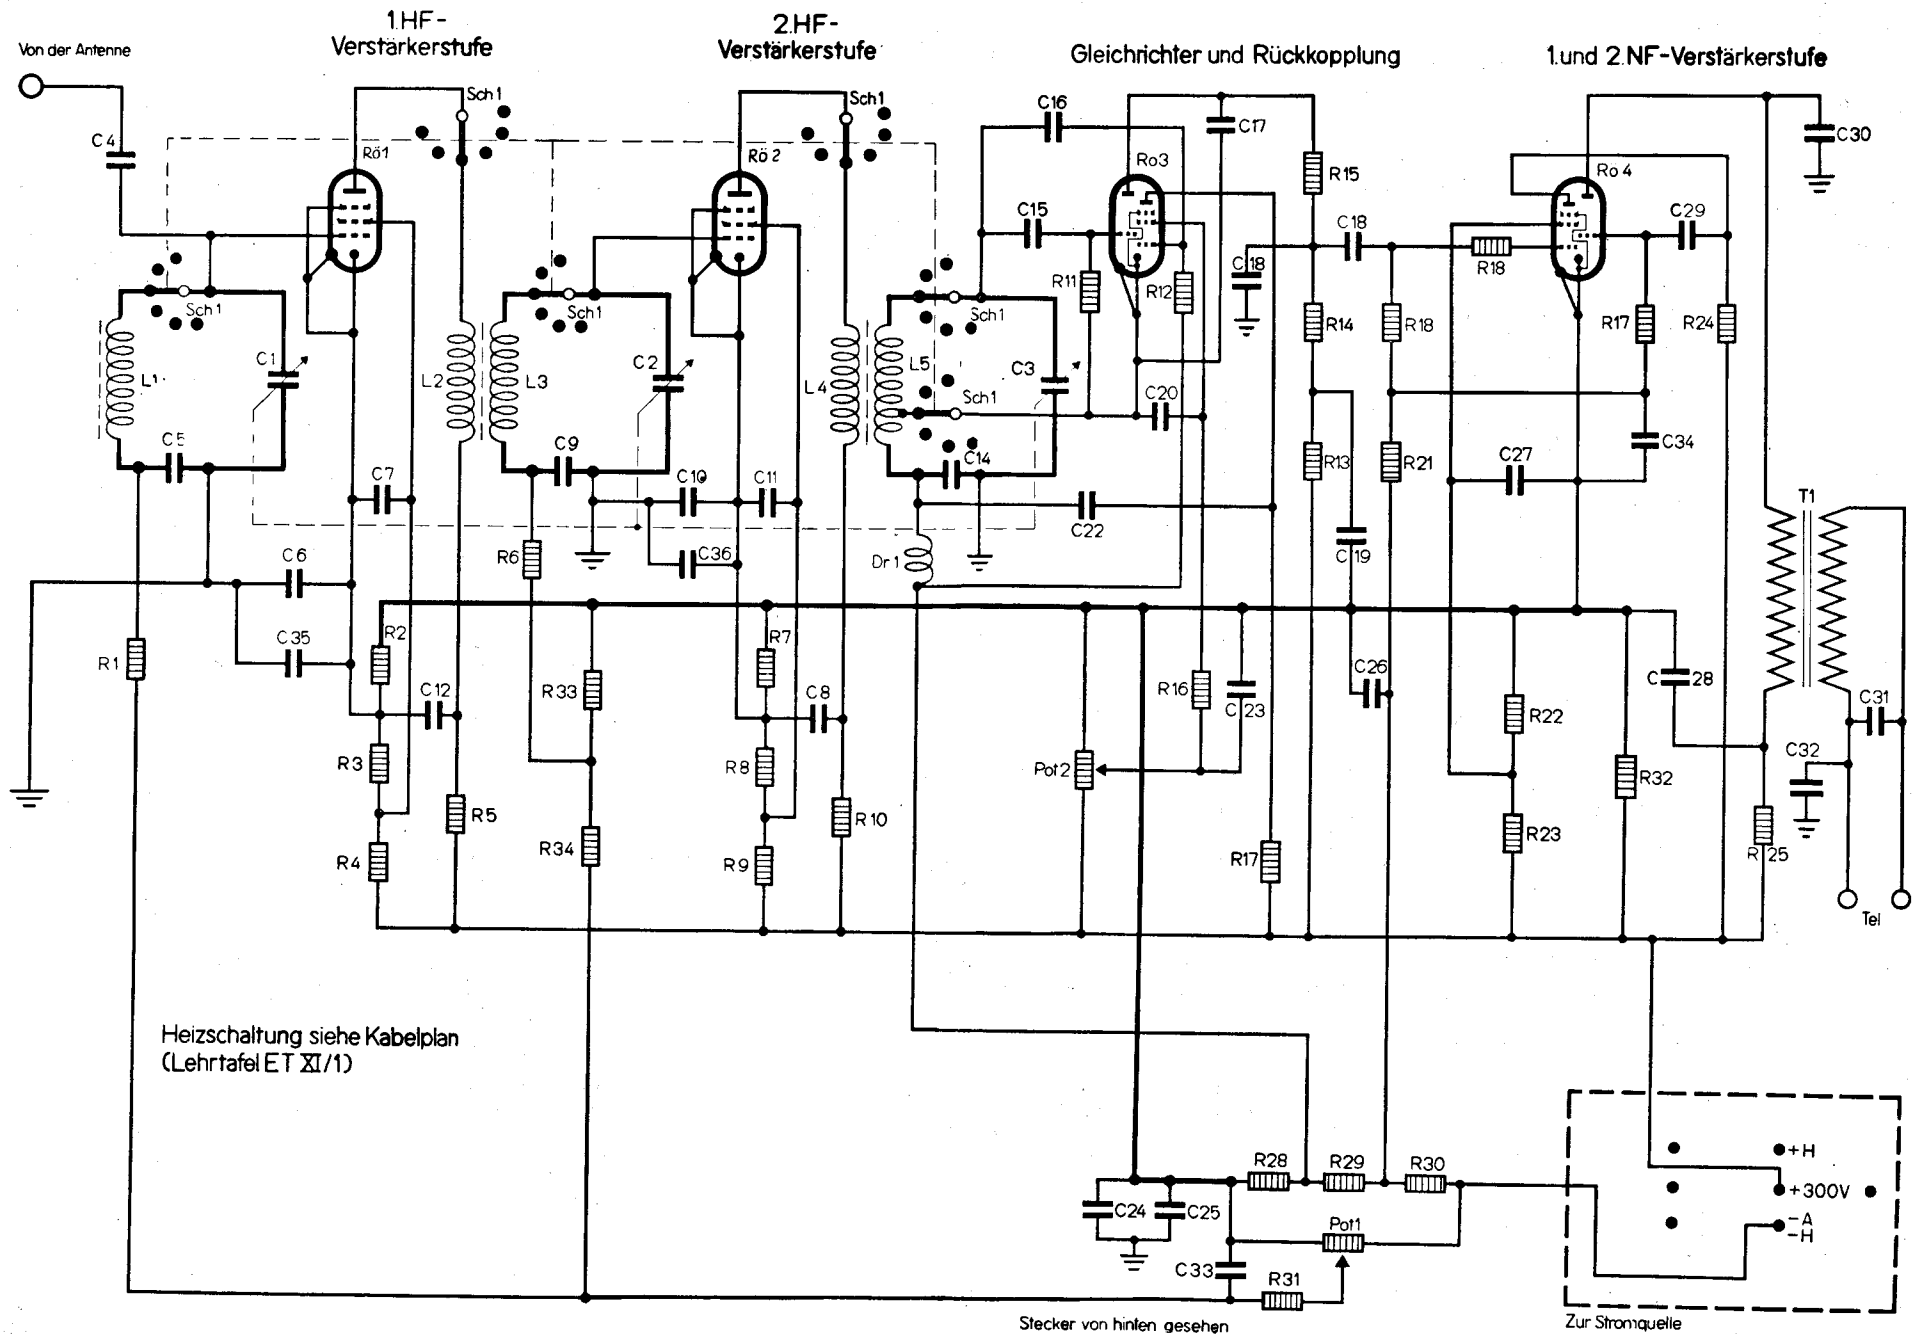 1.HF-
Verstärkerstufe
2.HF-
Verstärkerstufe
Gleichrichter und Rückkopplung
1.und 2.NF-Verstärkerstufe
Von der Antenne
Sch1
Sch1
C16
C17
C30
C4
Rö1
Rö2
Ro3
R15
Ro4
C15
C18
C18
R18
C29
R11
R12
Sch1
Sch1
Sch1
R14
R18
R17
R24
L1
C1
L2
L3
C2
L4
L5
C3
Sch1
C20
C5
C9
C14
R13
R21
C34
C7
C10
C11
C22
C27
T1
C6
R6
C36
Dr1
C19
C35
R2
R7
R1
C12
R33
C8
R16
C23
C26
R22
C 28
C31
R3
R8
Pot2
R32
C32
R5
R10
R34
R4
R9
R17
R23
R25
Tel
Heizschaltung siehe Kabelplan
(Lehrtafel ET XI/1)
R28
R29
R30
+H
+300V
-A
-H
C24
C25
Pot1
C33
R31
Stecker von hinten gesehen
Zur Stromquelle